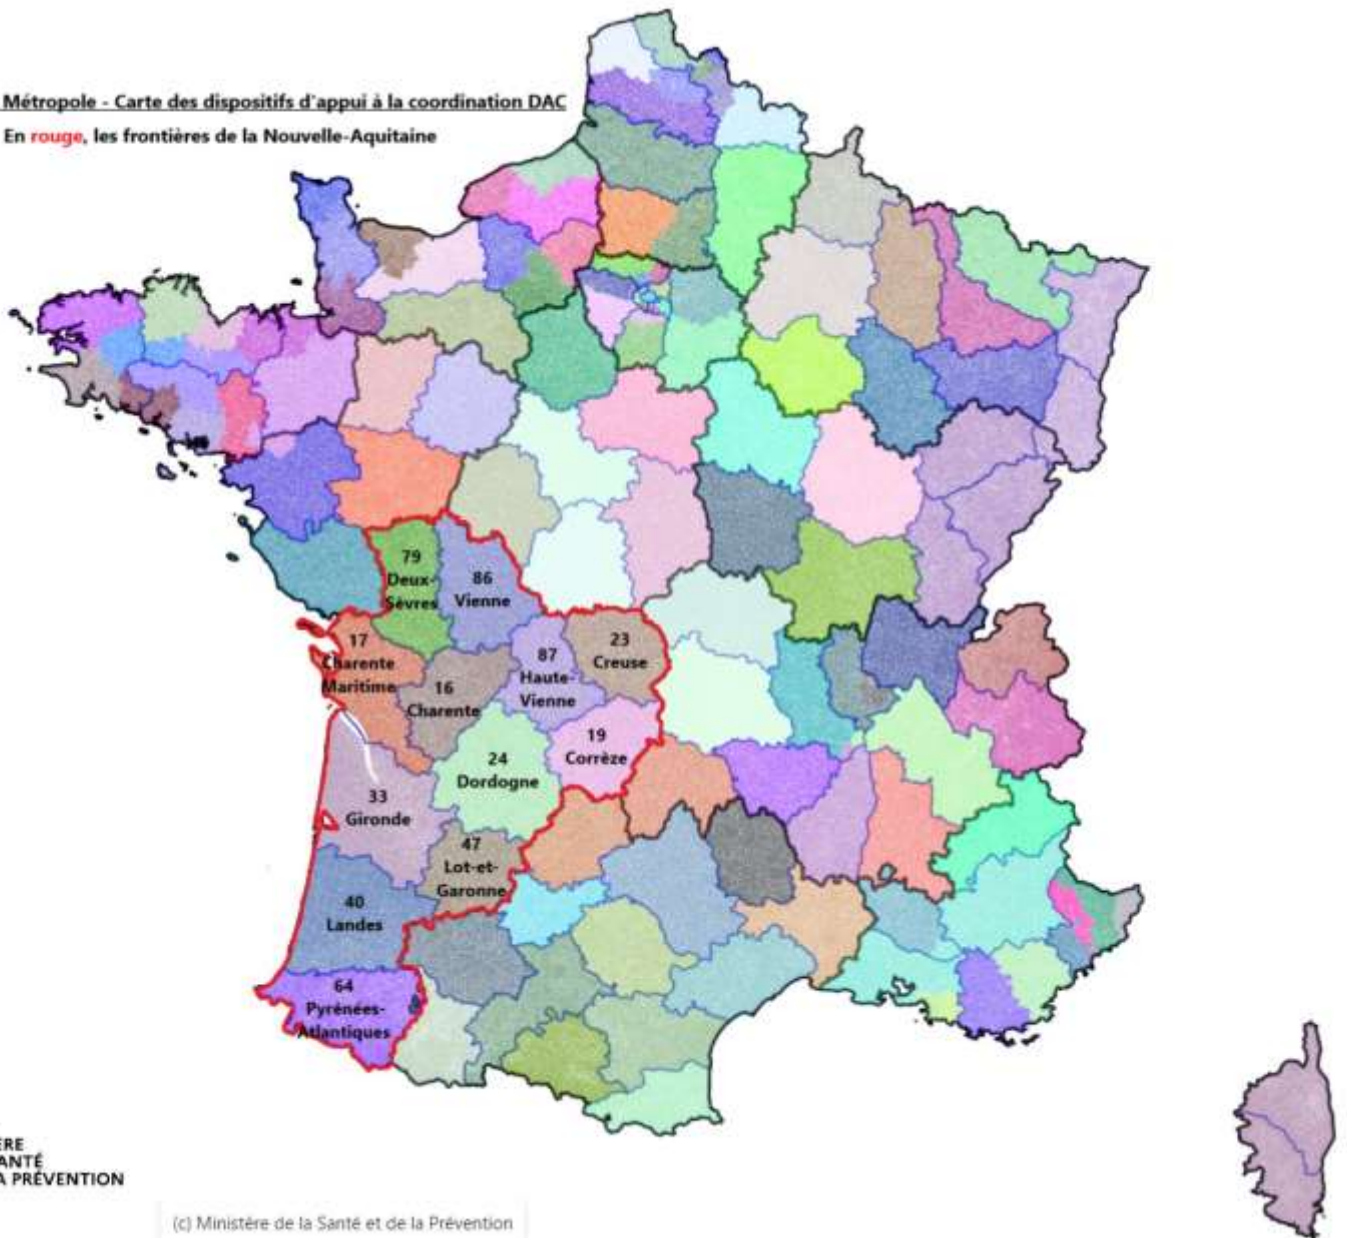 Métropole - Carte des dispositifs d'appui à la coordination DAC
En rouge, les frontières de la Nouvelle-Aquitaine
79
Deux-
Sèvres
86
Vienne
17
Charente
Maritime
16
Charente
87
Haute-
Vienne
23
Creuse
19
Corrèze
24
Dordogne
33
Gironde
47
Lot-et-
Garonne
40
Landes
64
Pyrénées-
Atlantiques
ÈRE
ANTÉ
A PRÉVENTION
(c) Ministère de la Santé et de la Prévention